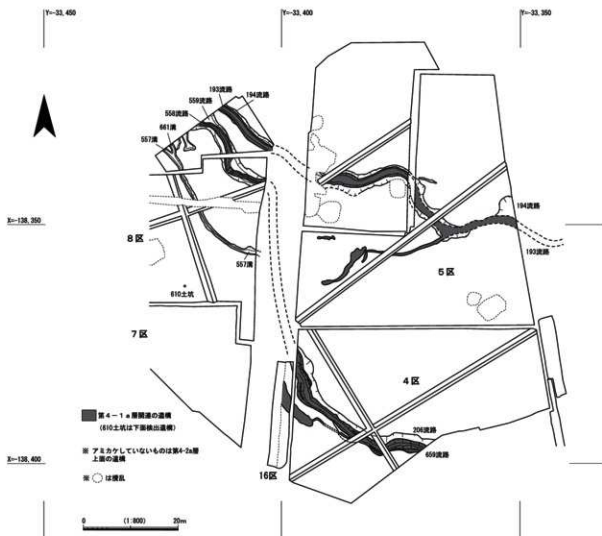 Y=-33,450
Y=-33,400
Y=-33,350
193流路
194流路
559流路
558流路
661溝
557溝
X=-138,350
194流路
8区
193流路
557溝
5区
610土坑
7区
4区
第4-1a層関連の遺構
(610土坑は下面検出遺構)
206流路
※ アミカケしていないものは第4-2a層
上面の遺構
659流路
X=-138,400
16区
※ は攪乱
0 (1:800) 20m